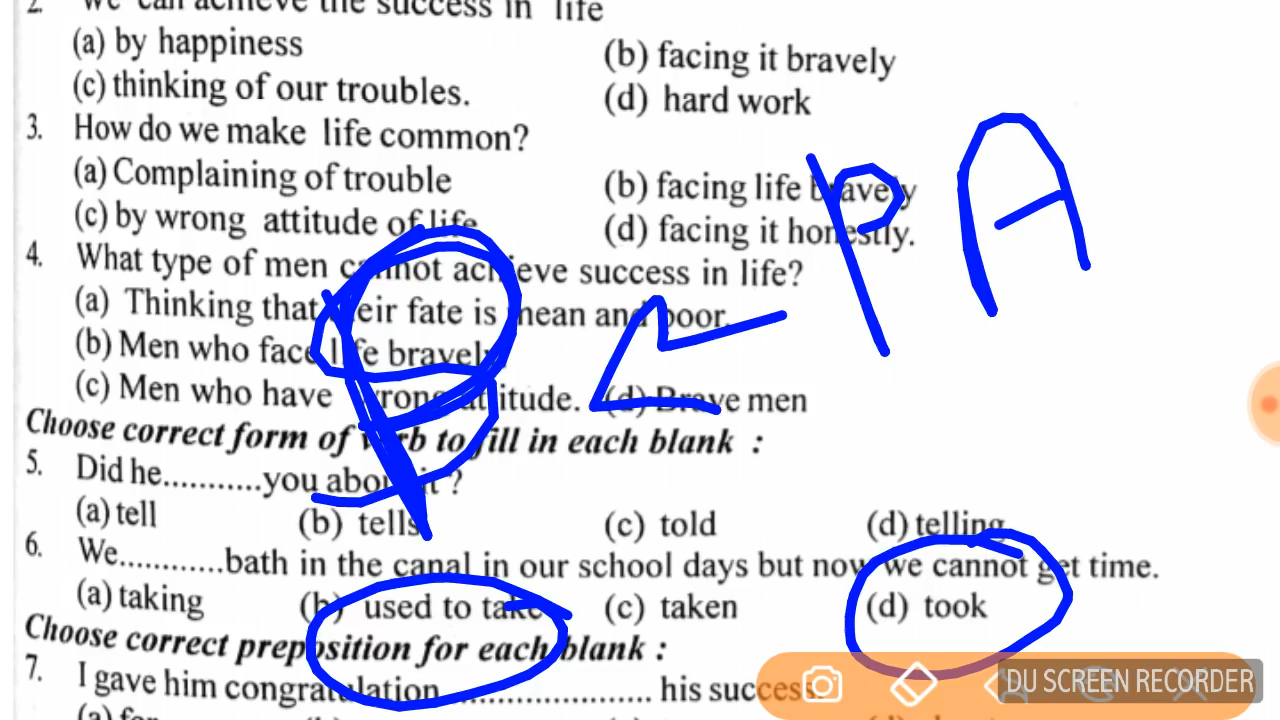 2. We can achieve the success in life
(a) by happiness (b) facing it bravely
(c) thinking of our troubles. (d) hard work
3. How do we make life common?
(a) Complaining of trouble (b) facing life bravely
(c) by wrong attitude of life (d) facing it honestly.
4. What type of men cannot achieve success in life?
(a) Thinking that their fate is mean and poor.
(b) Men who face life bravely
(c) Men who have wrong attitude. (d) Brave men
Choose correct form of verb to fill in each blank :
5. Did he...........you about it ?
(a) tell (b) tells (c) told (d) telling
6. We............bath in the canal in our school days but now we cannot get time.
(a) taking (b) used to take (c) taken (d) took
Choose correct preposition for each blank :
7. I gave him congratulation...................... his success
(a) for
P A
P
DU SCREEN RECORDER